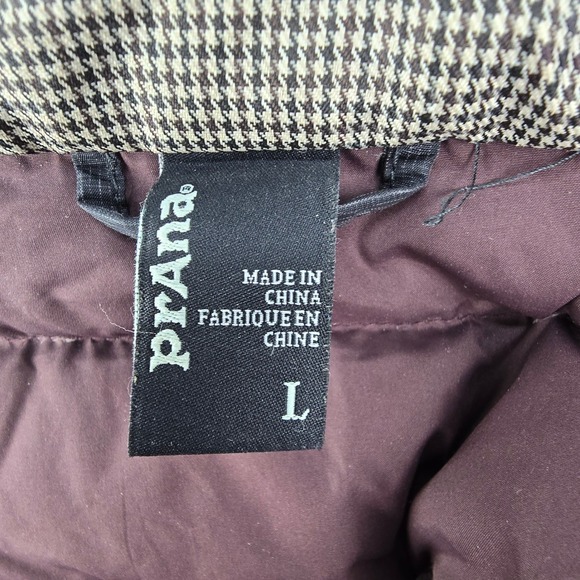 prAna®
MADE IN
CHINA
FABRIQUE EN
CHINE
L